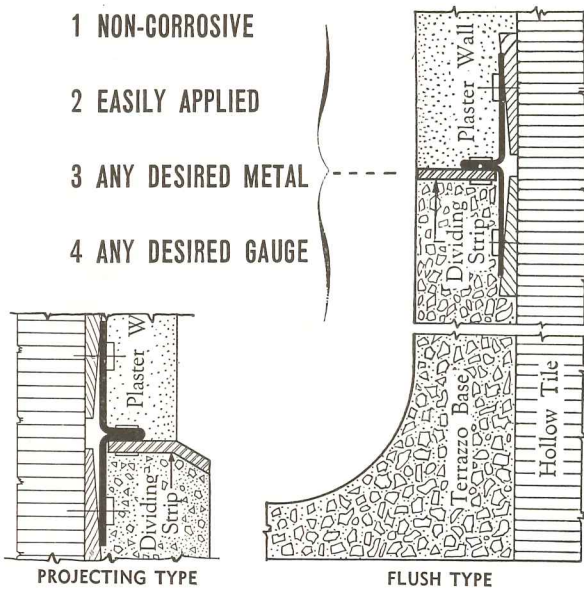 1 NON-CORROSIVE
2 EASILY APPLIED
3 ANY DESIRED METAL
4 ANY DESIRED GAUGE
Plaster Wall
Dividing
Strip
Terrazzo Base
Hollow Tile
Plaster W
Dividing
Strip
PROJECTING TYPE
FLUSH TYPE